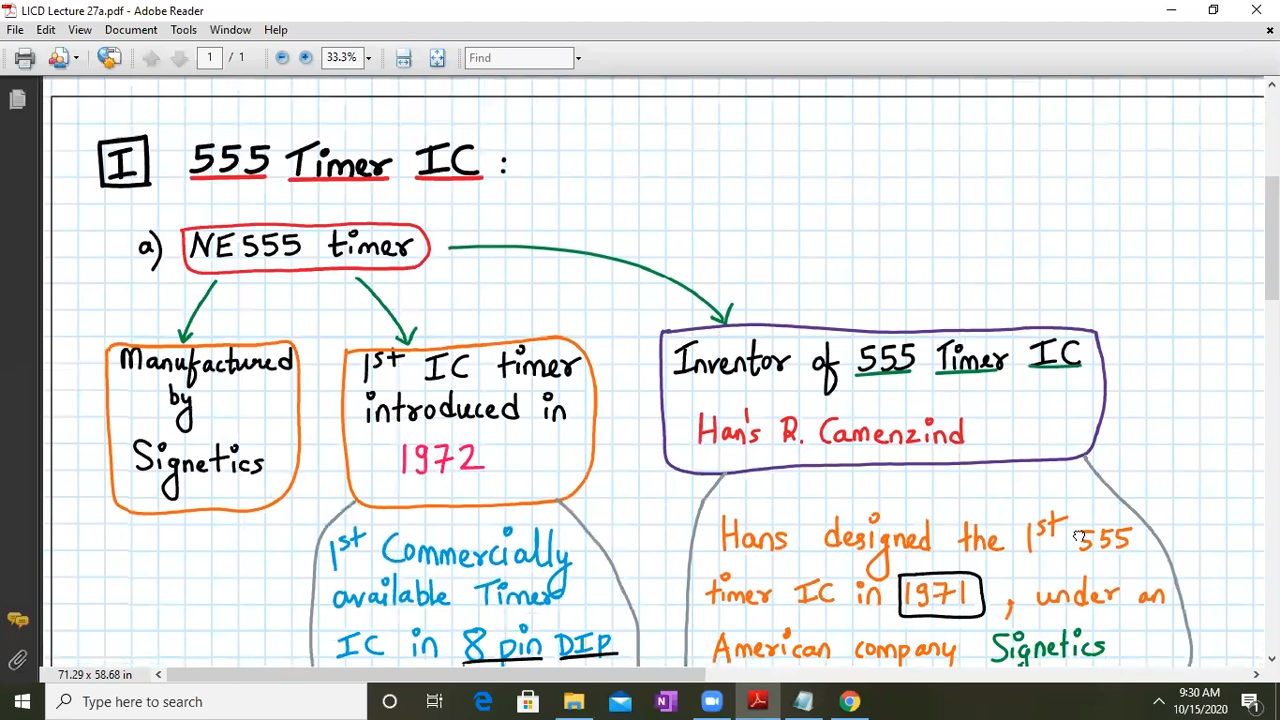 LICD Lecture 27a.pdf - Adobe Reader
File Edit View Document Tools Window Help
1 / 1 33.3% Find
I 555 Timer IC :
a) NE555 timer
Manufactured
by
Signetics
1st IC timer
introduced in
1972
Inventor of 555 Timer IC
Han's R. Camenzind
1st Commercially
available Timer
IC in 8 pin DIP
Hans designed the 1st 555
timer IC in 1971, under an
American company Signetics
71.29 x 58.68 in
Type here to search
9:30 AM
10/15/2020